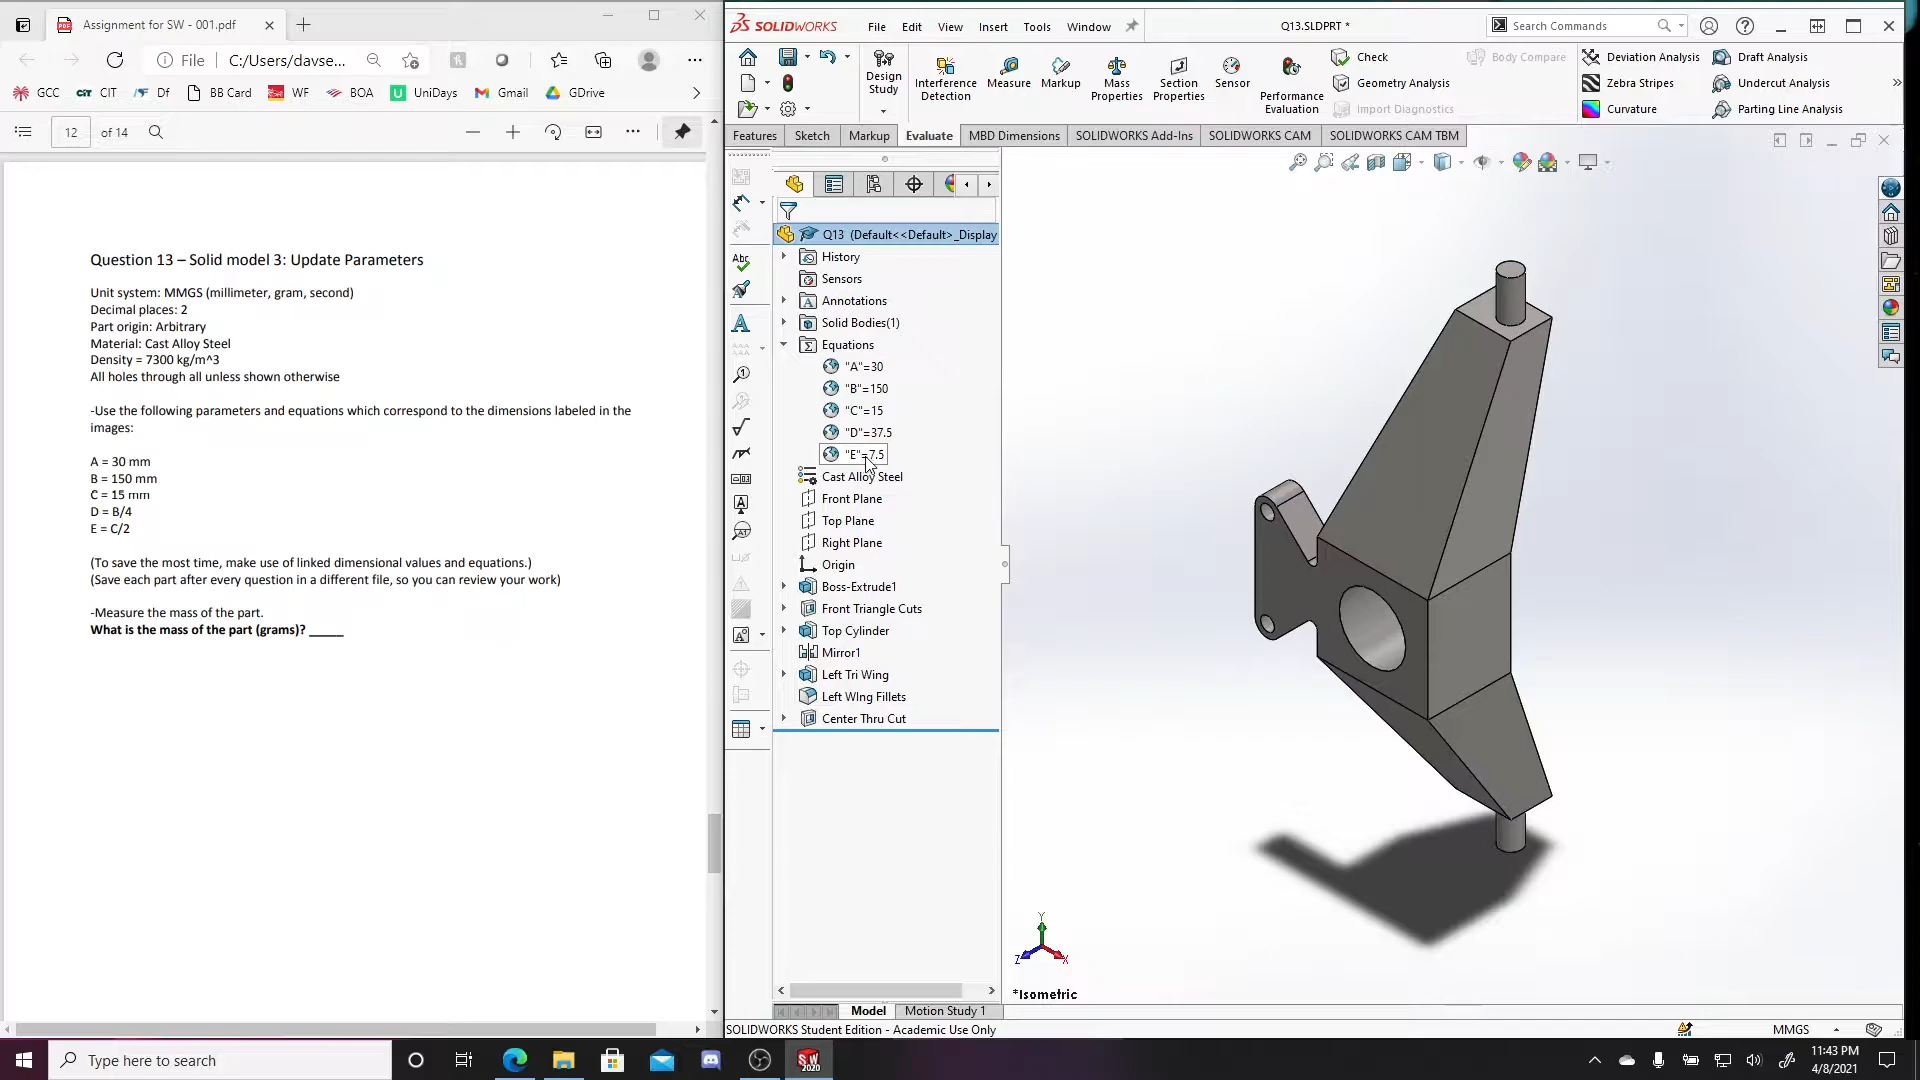 Assignment for SW - 001.pdf
File C:/Users/davse...
GCC CIT Df BB Card WF BOA UniDays Gmail GDrive
12 of 14
Question 13 – Solid model 3: Update Parameters
Unit system: MMGS (millimeter, gram, second)
Decimal places: 2
Part origin: Arbitrary
Material: Cast Alloy Steel
Density = 7300 kg/m^3
All holes through all unless shown otherwise
-Use the following parameters and equations which correspond to the dimensions labeled in the
images:
A = 30 mm
B = 150 mm
C = 15 mm
D = B/4
E = C/2
(To save the most time, make use of linked dimensional values and equations.)
(Save each part after every question in a different file, so you can review your work)
-Measure the mass of the part.
What is the mass of the part (grams)? _____
SOLIDWORKS File Edit View Insert Tools Window Q13.SLDPRT * Search Commands
Design Study
Interference Detection
Measure
Markup
Mass Properties
Section Properties
Sensor
Performance Evaluation
Check
Geometry Analysis
Import Diagnostics
Body Compare
Deviation Analysis
Zebra Stripes
Curvature
Draft Analysis
Undercut Analysis
Parting Line Analysis
Features Sketch Markup Evaluate MBD Dimensions SOLIDWORKS Add-Ins SOLIDWORKS CAM SOLIDWORKS CAM TBM
Q13 (Default<<Default>_Display
History
Sensors
Annotations
Solid Bodies(1)
Equations
"A"=30
"B"=150
"C"=15
"D"=37.5
"E"=7.5
Cast Alloy Steel
Front Plane
Top Plane
Right Plane
Origin
Boss-Extrude1
Front Triangle Cuts
Top Cylinder
Mirror1
Left Tri Wing
Left WIng Fillets
Center Thru Cut
Abc
Y
Z X
*Isometric
Model Motion Study 1
SOLIDWORKS Student Edition - Academic Use Only
MMGS
Type here to search
SW 2020
11:43 PM
4/8/2021